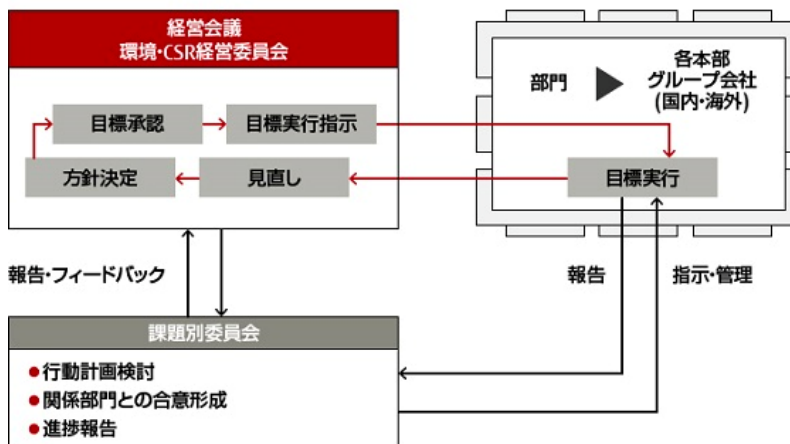 経営会議
環境・CSR経営委員会
目標承認
目標実行指示
方針決定
見直し
部門
各本部
グループ会社
(国内・海外)
目標実行
報告・フィードバック
報告
指示・管理
課題別委員会
●行動計画検討
●関係部門との合意形成
●進捗報告